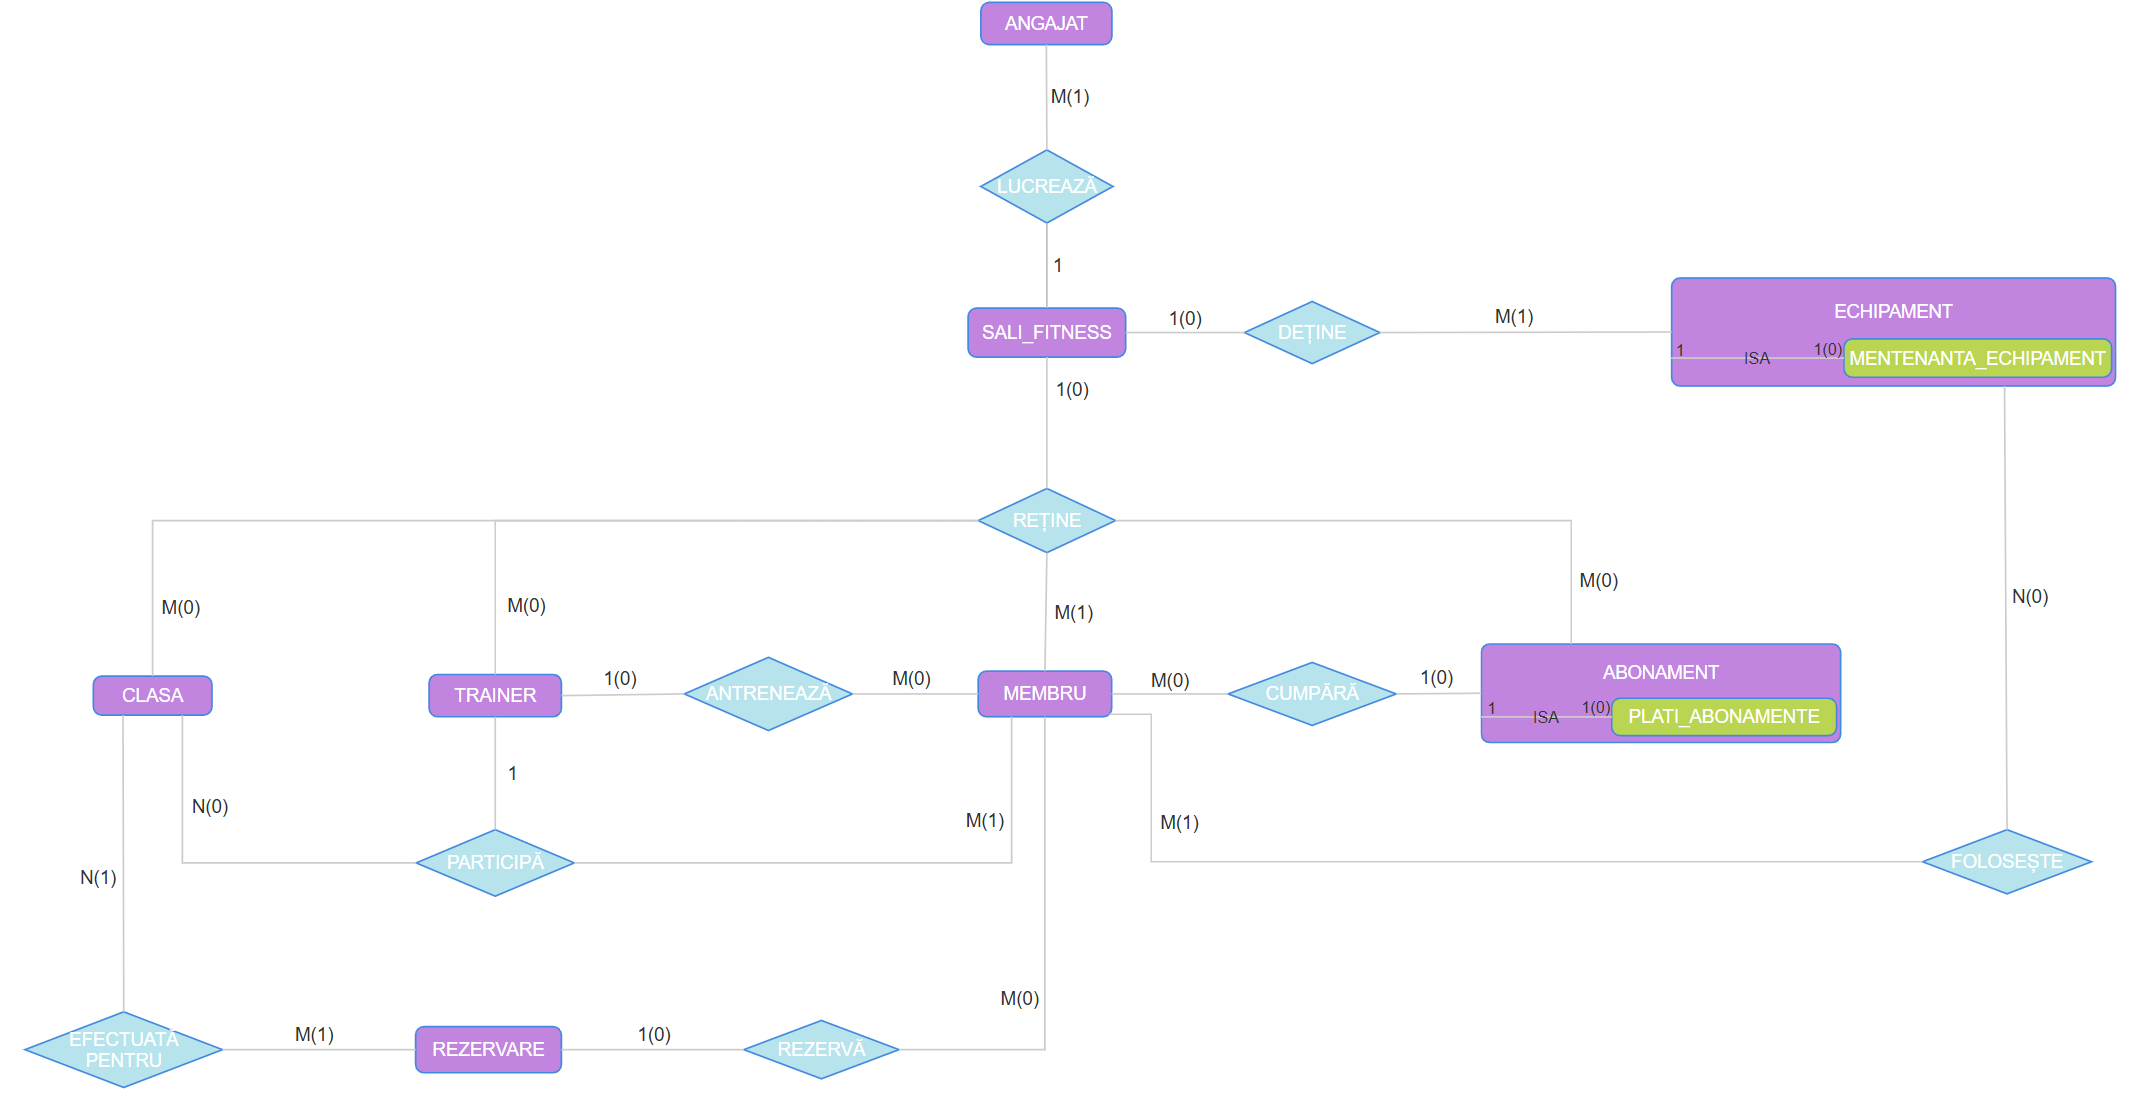 ANGAJAT
M(1)
LUCREAZĂ
1
SALI_FITNESS
1(0)
DEȚINE
M(1)
ECHIPAMENT
1
ISA
1(0)
MENTENANTA_ECHIPAMENT
1(0)
REȚINE
M(0)
M(0)
M(1)
M(0)
N(0)
CLASA
TRAINER
1(0)
ANTRENEAZĂ
M(0)
MEMBRU
M(0)
CUMPĂRĂ
1(0)
ABONAMENT
1
ISA
1(0)
PLATI_ABONAMENTE
N(0)
1
M(1)
M(1)
PARTICIPĂ
FOLOSEȘTE
N(1)
M(0)
EFECTUATĂ
PENTRU
M(1)
REZERVARE
1(0)
REZERVĂ